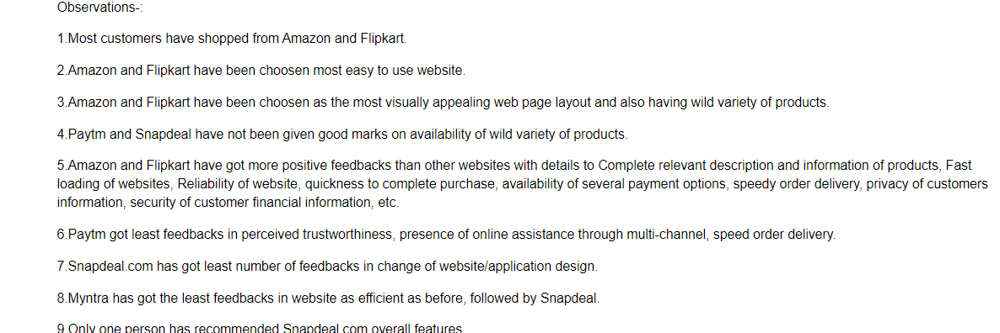 Observations-:
1.Most customers have shopped from Amazon and Flipkart.
2.Amazon and Flipkart have been choosen most easy to use website.
3.Amazon and Flipkart have been choosen as the most visually appealing web page layout and also having wild variety of products.
4.Paytm and Snapdeal have not been given good marks on availability of wild variety of products.
5.Amazon and Flipkart have got more positive feedbacks than other websites with details to Complete relevant description and information of products, Fast
loading of websites, Reliability of website, quickness to complete purchase, availability of several payment options, speedy order delivery, privacy of customers
information, security of customer financial information, etc.
6.Paytm got least feedbacks in perceived trustworthiness, presence of online assistance through multi-channel, speed order delivery.
7.Snapdeal.com has got least number of feedbacks in change of website/application design.
8.Myntra has got the least feedbacks in website as efficient as before, followed by Snapdeal.
9.Only one person has recommended Snapdeal.com overall features